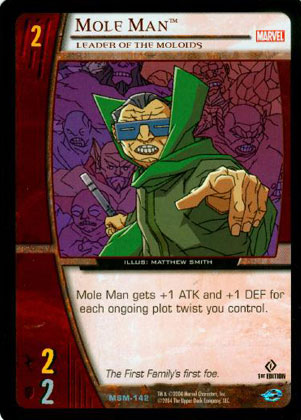 2
MOLE MAN™
LEADER OF THE MOLOIDS
MARVEL
ILLUS: MATTHEW SMITH
Mole Man gets +1 ATK and +1 DEF for
each ongoing plot twist you control.
2
2
The First Family's first foe.
1ST EDITION
MSM-142